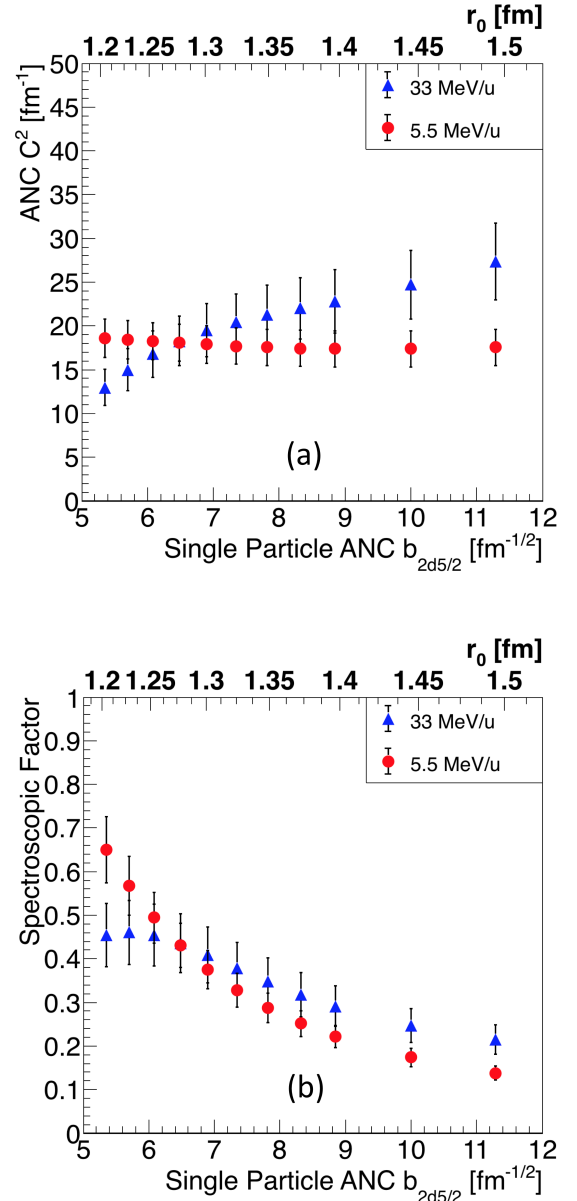 r0 [fm]
1.2 1.25 1.3 1.35 1.4 1.45 1.5
50
45
40
35
30
25
20
15
10
5
0
ANC C2 [fm-1]
33 MeV/u
5.5 MeV/u
(a)
5 6 7 8 9 10 11 12
Single Particle ANC b2d5/2 [fm-1/2]
r0 [fm]
1.2 1.25 1.3 1.35 1.4 1.45 1.5
1
0.9
0.8
0.7
0.6
0.5
0.4
0.3
0.2
0.1
0
Spectroscopic Factor
33 MeV/u
5.5 MeV/u
(b)
5 6 7 8 9 10 11 12
Single Particle ANC b2d5/2 [fm-1/2]